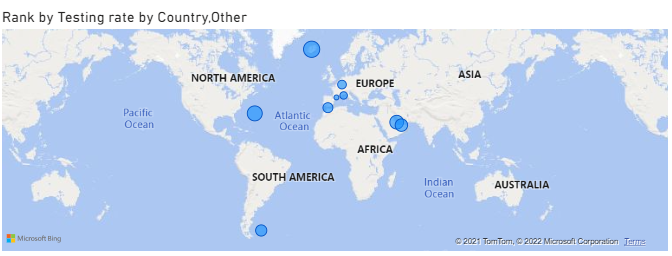 Rank by Testing rate by Country,Other
NORTH AMERICA
EUROPE
ASIA
Pacific
Ocean
Atlantic
Ocean
AFRICA
SOUTH AMERICA
Indian
Ocean
AUSTRALIA
Microsoft Bing
© 2021 TomTom, © 2022 Microsoft Corporation Terms